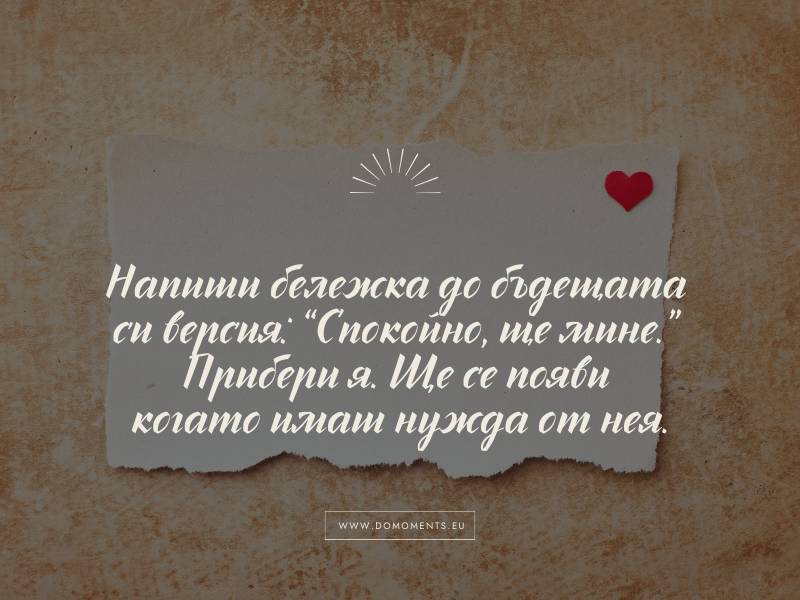 Напиши бележка до бъдещата
си версия: “Спокойно, ще мине.”
Прибери я. Ще се появи
когато имаш нужда от нея.
WWW.DOMOMENTS.EU